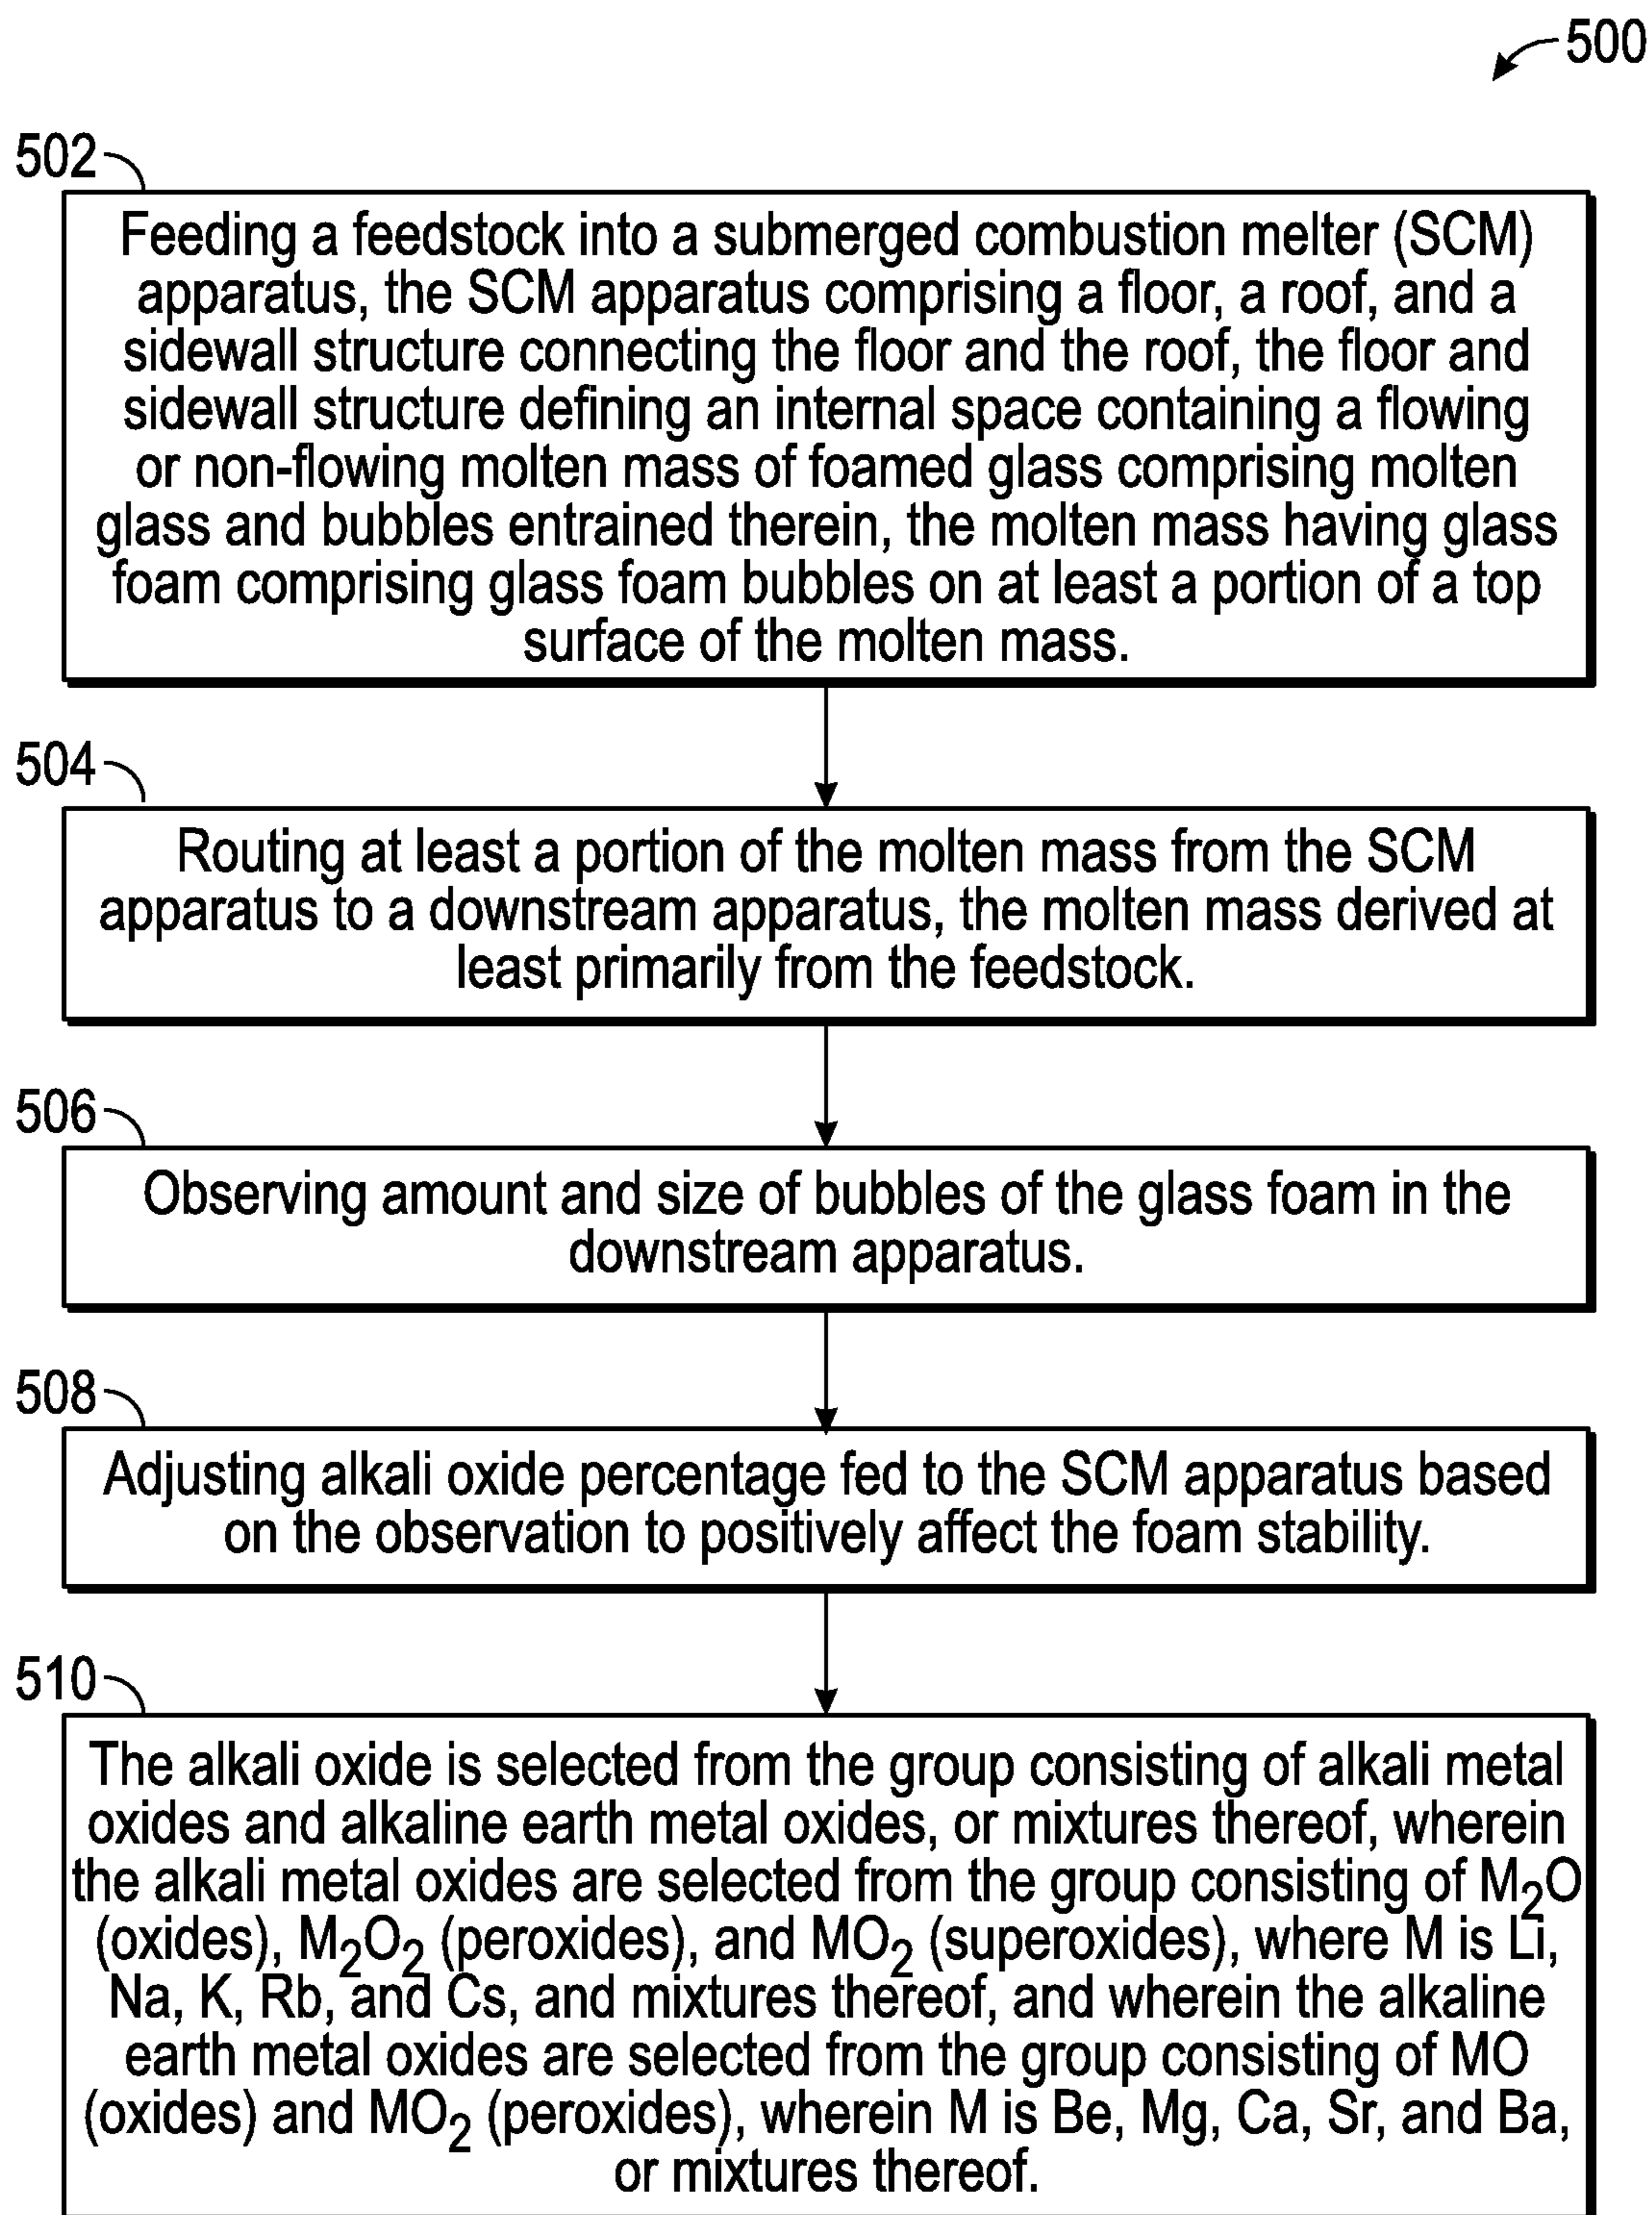 500
502
Feeding a feedstock into a submerged combustion melter (SCM)
apparatus, the SCM apparatus comprising a floor, a roof, and a
sidewall structure connecting the floor and the roof, the floor and
sidewall structure defining an internal space containing a flowing
or non-flowing molten mass of foamed glass comprising molten
glass and bubbles entrained therein, the molten mass having glass
foam comprising glass foam bubbles on at least a portion of a top
surface of the molten mass.
504
Routing at least a portion of the molten mass from the SCM
apparatus to a downstream apparatus, the molten mass derived at
least primarily from the feedstock.
506
Observing amount and size of bubbles of the glass foam in the
downstream apparatus.
508
Adjusting alkali oxide percentage fed to the SCM apparatus based
on the observation to positively affect the foam stability.
510
The alkali oxide is selected from the group consisting of alkali metal
oxides and alkaline earth metal oxides, or mixtures thereof, wherein
the alkali metal oxides are selected from the group consisting of M₂O
(oxides), M₂O₂ (peroxides), and MO₂ (superoxides), where M is Li,
Na, K, Rb, and Cs, and mixtures thereof, and wherein the alkaline
earth metal oxides are selected from the group consisting of MO
(oxides) and MO₂ (peroxides), wherein M is Be, Mg, Ca, Sr, and Ba,
or mixtures thereof.